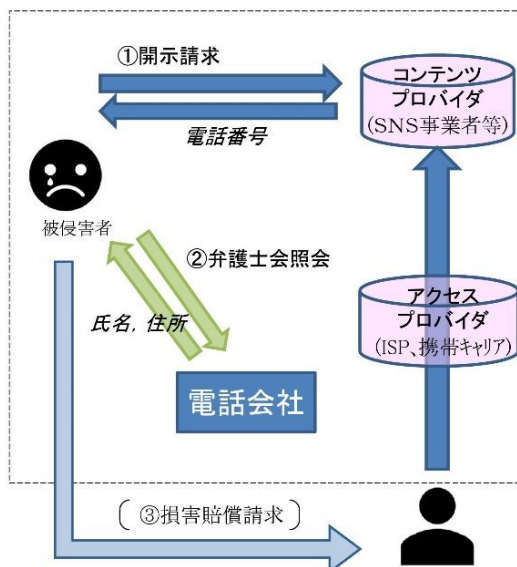 ①開示請求
電話番号
コンテンツ
プロバイダ
(SNS事業者等)
被侵害者
②弁護士会照会
氏名，住所
アクセス
プロバイダ
(ISP、携帯キャリア)
電話会社
(③損害賠償請求)